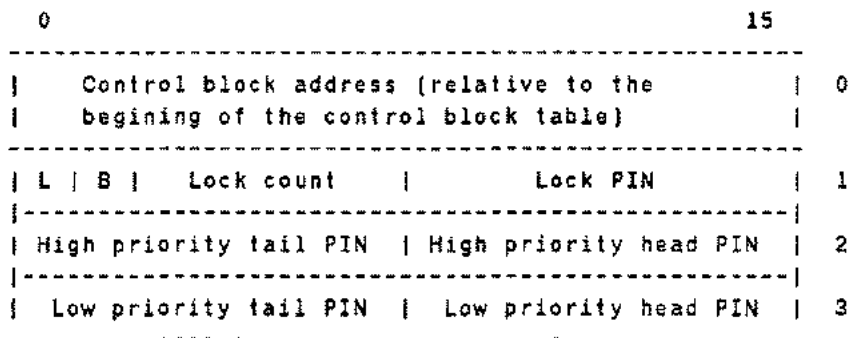 0 15
| Control block address (relative to the | 0
| begining of the control block table) |
| L | B | Lock count | Lock PIN | 1
| High priority tail PIN | High priority head PIN | 2
| Low priority tail PIN | Low priority head PIN | 3